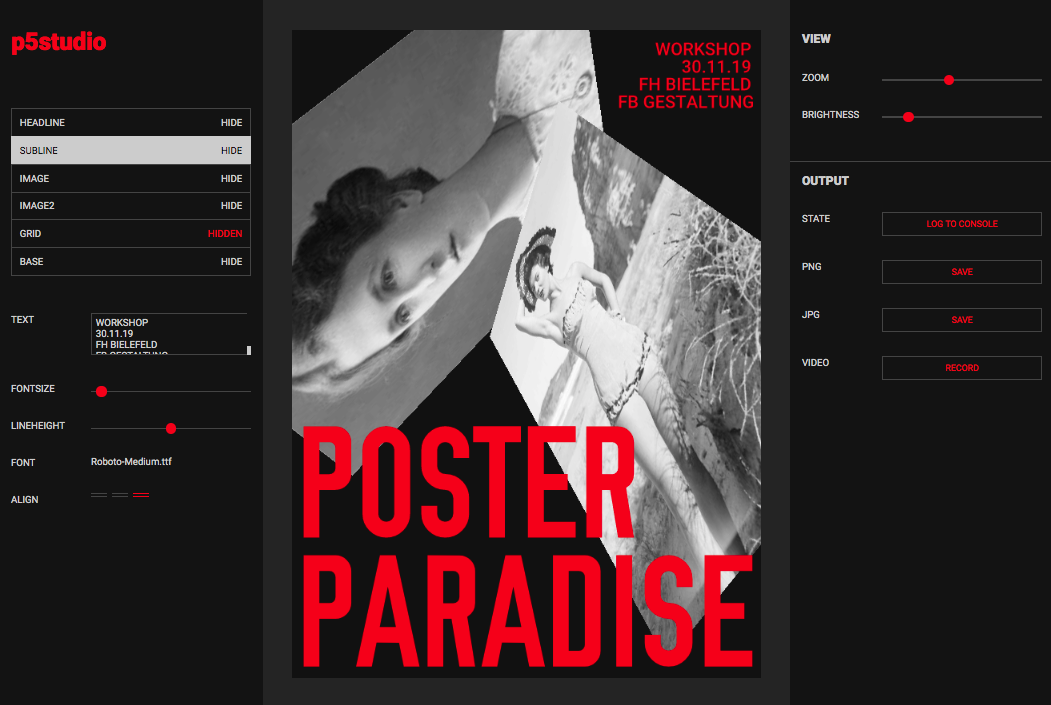 p5studio
HEADLINE HIDE
SUBLINE HIDE
IMAGE HIDE
IMAGE2 HIDE
GRID HIDDEN
BASE HIDE
TEXT WORKSHOP
30.11.19
FH BIELEFELD
FB GESTALTUNG
FONTSIZE
LINEHEIGHT
FONT Roboto-Medium.ttf
ALIGN
WORKSHOP
30.11.19
FH BIELEFELD
FB GESTALTUNG
POSTER
PARADISE
VIEW
ZOOM
BRIGHTNESS
OUTPUT
STATE LOG TO CONSOLE
PNG SAVE
JPG SAVE
VIDEO RECORD